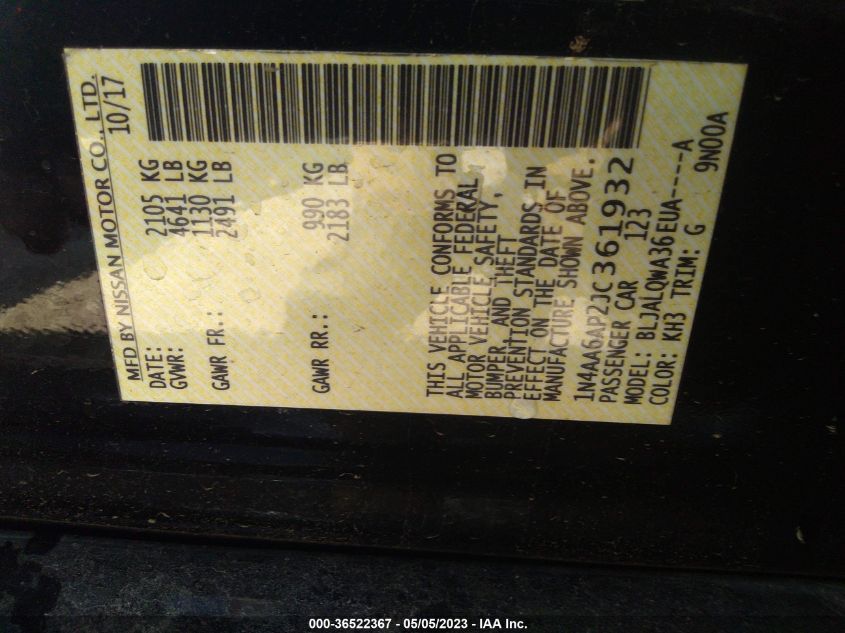 MFD BY NISSAN MOTOR CO., LTD.
DATE: 10/17
GVWR: 2105 KG
4641 LB
GAWR FR.: 1130 KG
2491 LB
GAWR RR.: 990 KG
2183 LB
THIS VEHICLE CONFORMS TO
ALL APPLICABLE FEDERAL
MOTOR VEHICLE SAFETY,
BUMPER AND THEFT
PREVENTION STANDARDS IN
EFFECT ON THE DATE OF
MANUFACTURE SHOWN ABOVE.
1N4AA6AP2JC361932
PASSENGER CAR 123
MODEL: BLJALQWA36EUA----A
COLOR: KH3 TRIM: G 9N00A
000-36522367 - 05/05/2023 - IAA Inc.